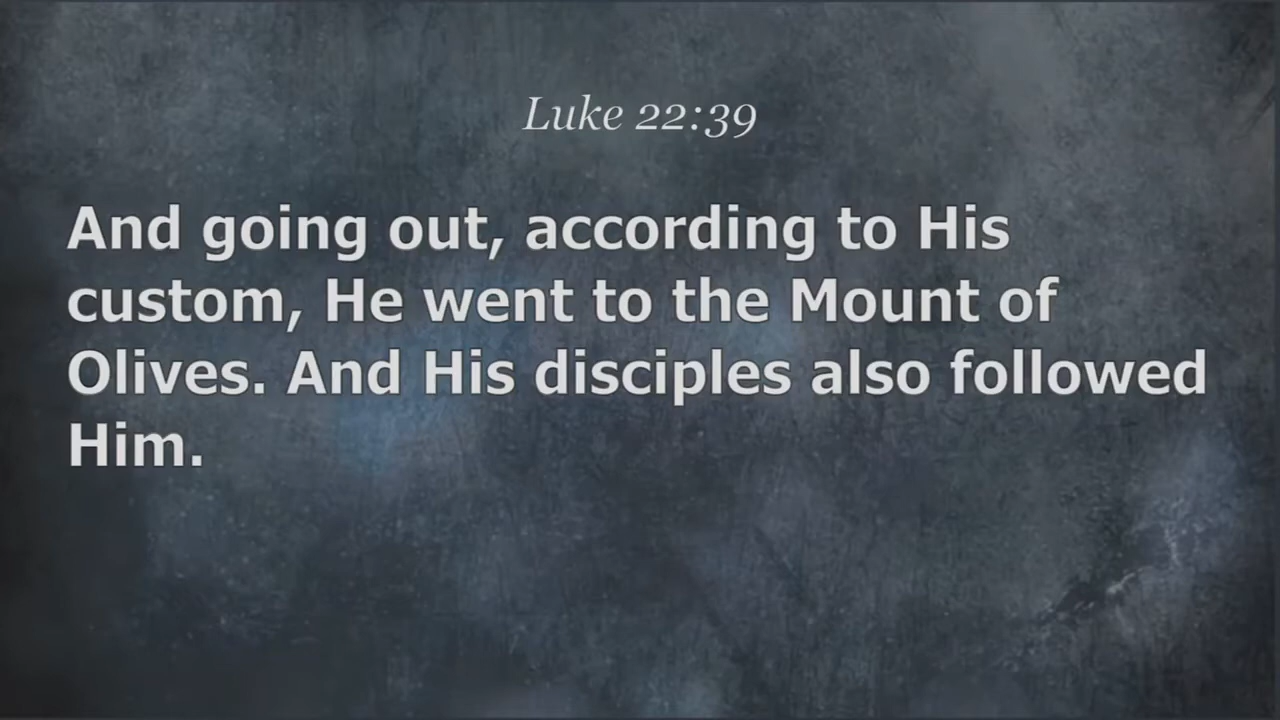 Luke 22:39
And going out, according to His
custom, He went to the Mount of
Olives. And His disciples also followed
Him.